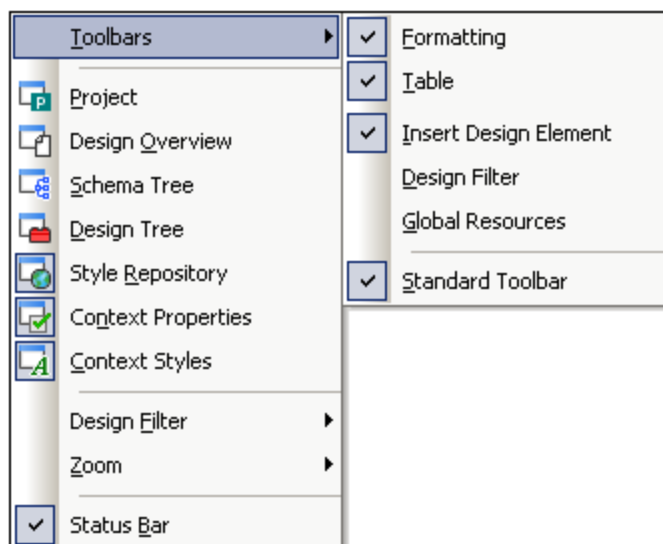 Toolbars
Project
Design Overview
Schema Tree
Design Tree
Style Repository
Context Properties
Context Styles
Design Filter
Zoom
Status Bar
Formatting
Table
Insert Design Element
Design Filter
Global Resources
Standard Toolbar